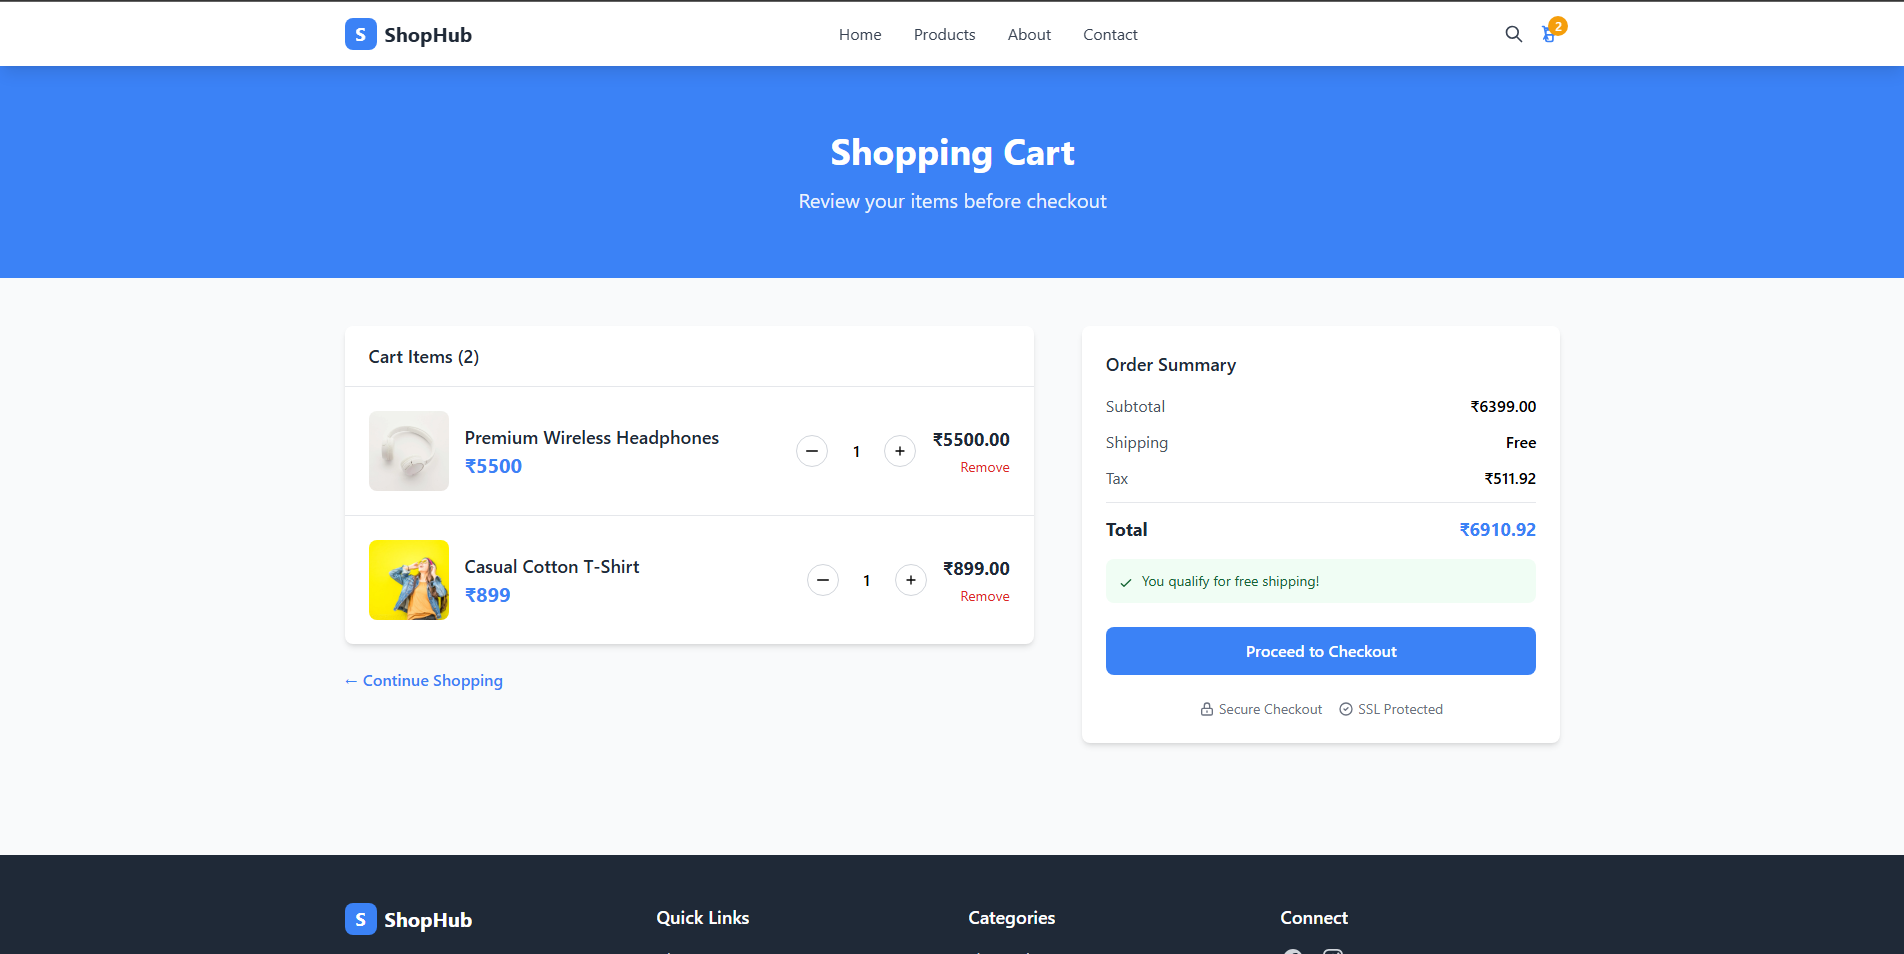 S ShopHub
Home Products About Contact
2
Shopping Cart
Review your items before checkout
Cart Items (2)
Premium Wireless Headphones
₹5500
1
₹5500.00
Remove
Casual Cotton T-Shirt
₹899
1
₹899.00
Remove
← Continue Shopping
Order Summary
Subtotal ₹6399.00
Shipping Free
Tax ₹511.92
Total ₹6910.92
You qualify for free shipping!
Proceed to Checkout
Secure Checkout SSL Protected
S ShopHub
Quick Links
Categories
Connect